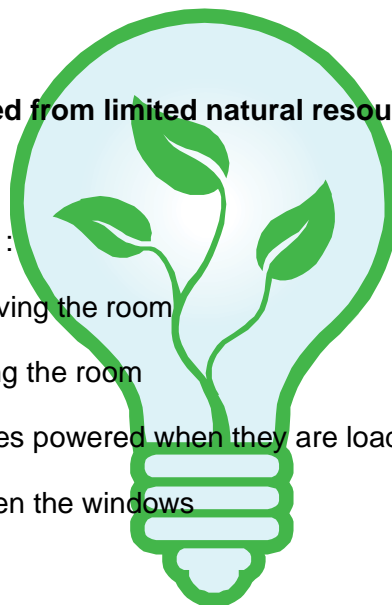 ed from limited natural resou
:
ving the room
ng the room
es powered when they are load
en the windows